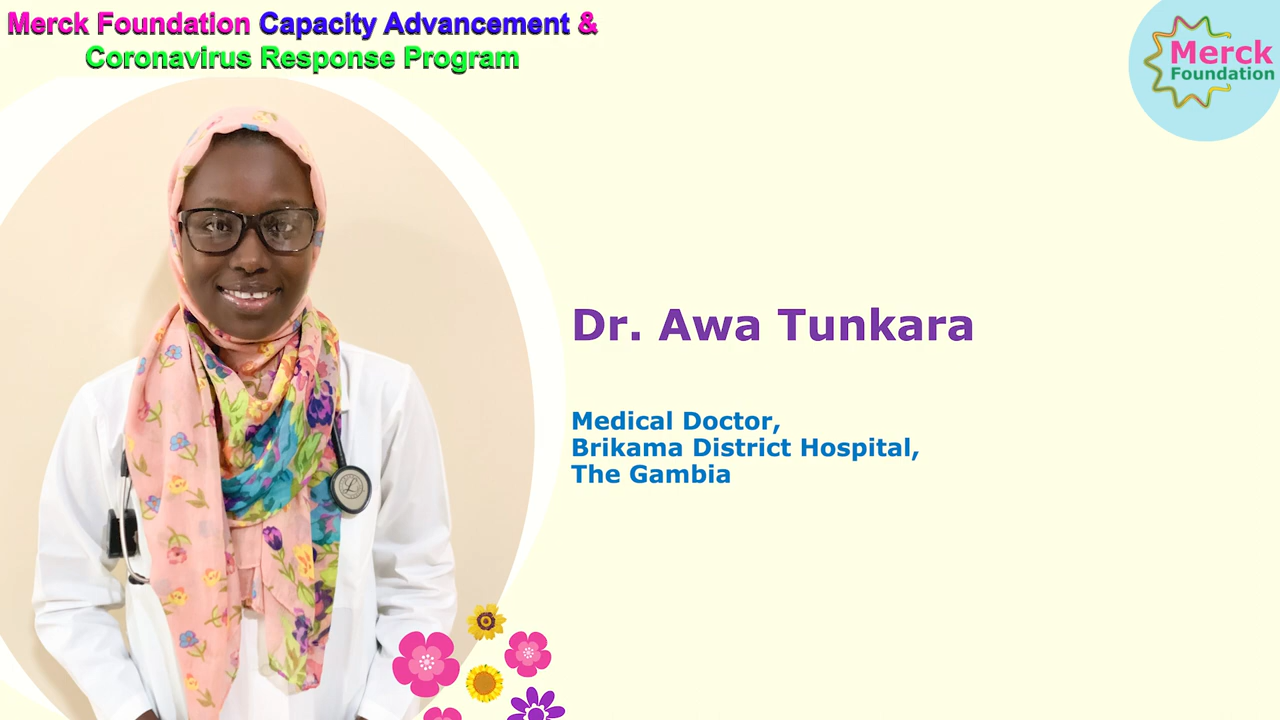 Merck Foundation Capacity Advancement &
Coronavirus Response Program
Merck
Foundation
Dr. Awa Tunkara
Medical Doctor,
Brikama District Hospital,
The Gambia